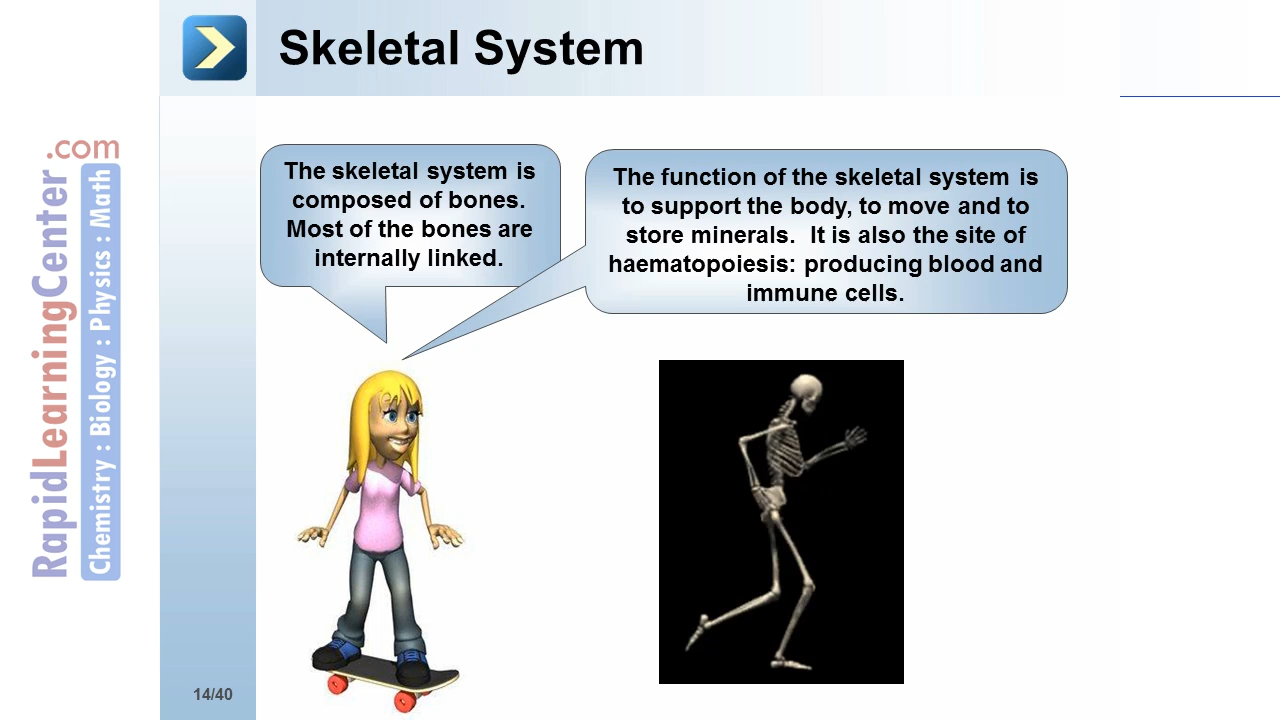 Skeletal System
The skeletal system is
composed of bones.
Most of the bones are
internally linked.
The function of the skeletal system is
to support the body, to move and to
store minerals.  It is also the site of
haematopoiesis: producing blood and
immune cells.
RapidLearningCenter.com
Chemistry : Biology : Physics : Math
14/40